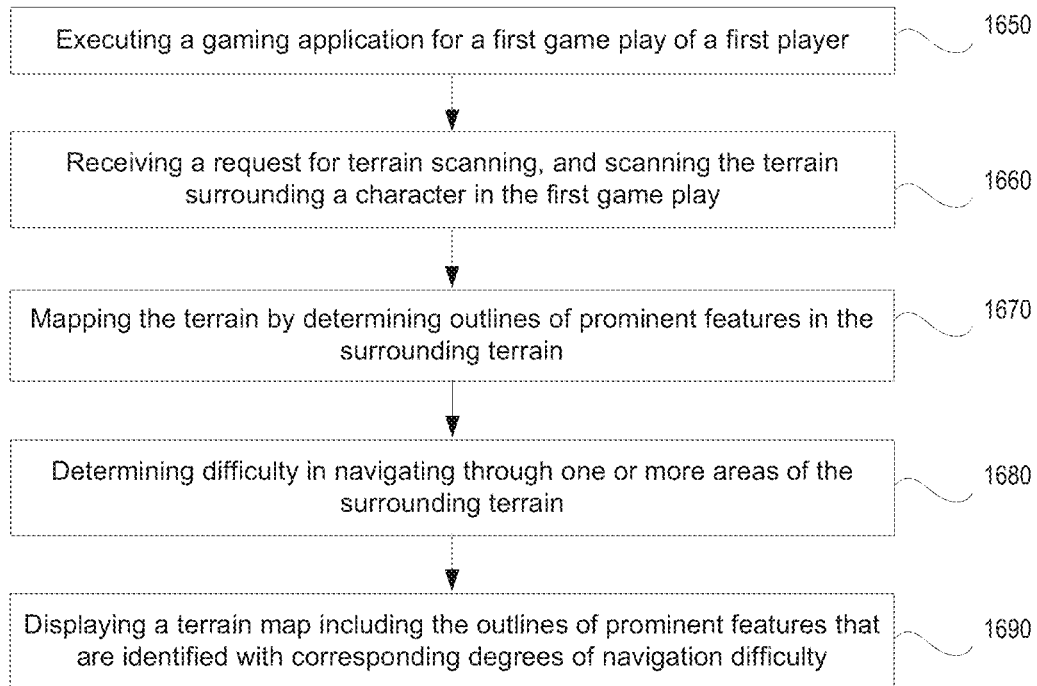 Executing a gaming application for a first game play of a first player
1650
Receiving a request for terrain scanning, and scanning the terrain
surrounding a character in the first game play
1660
Mapping the terrain by determining outlines of prominent features in the
surrounding terrain
1670
Determining difficulty in navigating through one or more areas of the
surrounding terrain
1680
Displaying a terrain map including the outlines of prominent features that
are identified with corresponding degrees of navigation difficulty
1690